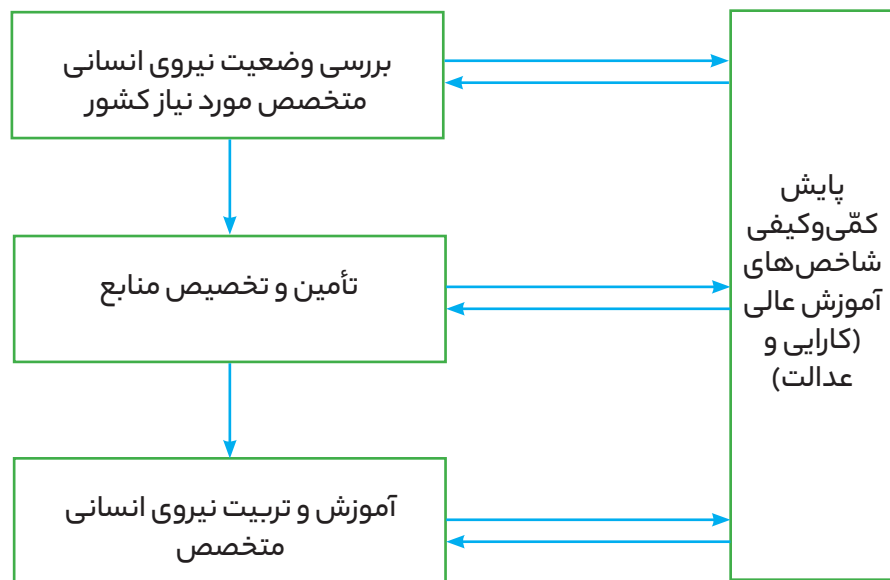 بررسی وضعیت نیروی انسانی
متخصص مورد نیاز کشور
تأمین و تخصیص منابع
آموزش و تربیت نیروی انسانی
متخصص
پایش
کمّی‌وکیفی
شاخص‌های
آموزش عالی
(کارایی و
عدالت)